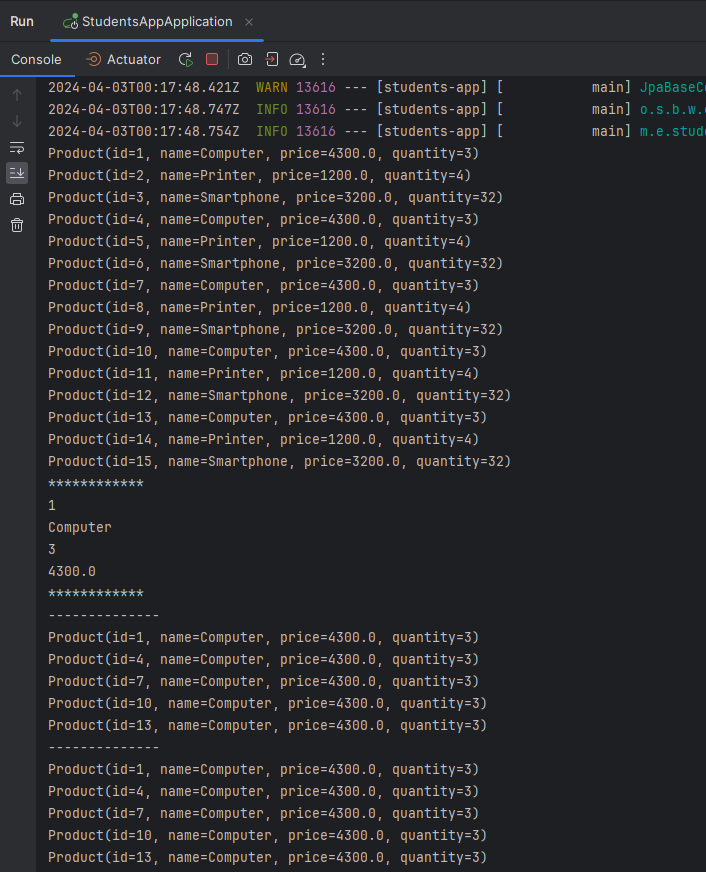 Run StudentsAppApplication
Console Actuator
2024-04-03T00:17:48.421Z  WARN 13616 --- [students-app] [           main] JpaBaseCo
2024-04-03T00:17:48.747Z  INFO 13616 --- [students-app] [           main] o.s.b.w.e
2024-04-03T00:17:48.754Z  INFO 13616 --- [students-app] [           main] m.e.stude
Product(id=1, name=Computer, price=4300.0, quantity=3)
Product(id=2, name=Printer, price=1200.0, quantity=4)
Product(id=3, name=Smartphone, price=3200.0, quantity=32)
Product(id=4, name=Computer, price=4300.0, quantity=3)
Product(id=5, name=Printer, price=1200.0, quantity=4)
Product(id=6, name=Smartphone, price=3200.0, quantity=32)
Product(id=7, name=Computer, price=4300.0, quantity=3)
Product(id=8, name=Printer, price=1200.0, quantity=4)
Product(id=9, name=Smartphone, price=3200.0, quantity=32)
Product(id=10, name=Computer, price=4300.0, quantity=3)
Product(id=11, name=Printer, price=1200.0, quantity=4)
Product(id=12, name=Smartphone, price=3200.0, quantity=32)
Product(id=13, name=Computer, price=4300.0, quantity=3)
Product(id=14, name=Printer, price=1200.0, quantity=4)
Product(id=15, name=Smartphone, price=3200.0, quantity=32)
************
1
Computer
3
4300.0
************
--------------
Product(id=1, name=Computer, price=4300.0, quantity=3)
Product(id=4, name=Computer, price=4300.0, quantity=3)
Product(id=7, name=Computer, price=4300.0, quantity=3)
Product(id=10, name=Computer, price=4300.0, quantity=3)
Product(id=13, name=Computer, price=4300.0, quantity=3)
--------------
Product(id=1, name=Computer, price=4300.0, quantity=3)
Product(id=4, name=Computer, price=4300.0, quantity=3)
Product(id=7, name=Computer, price=4300.0, quantity=3)
Product(id=10, name=Computer, price=4300.0, quantity=3)
Product(id=13, name=Computer, price=4300.0, quantity=3)